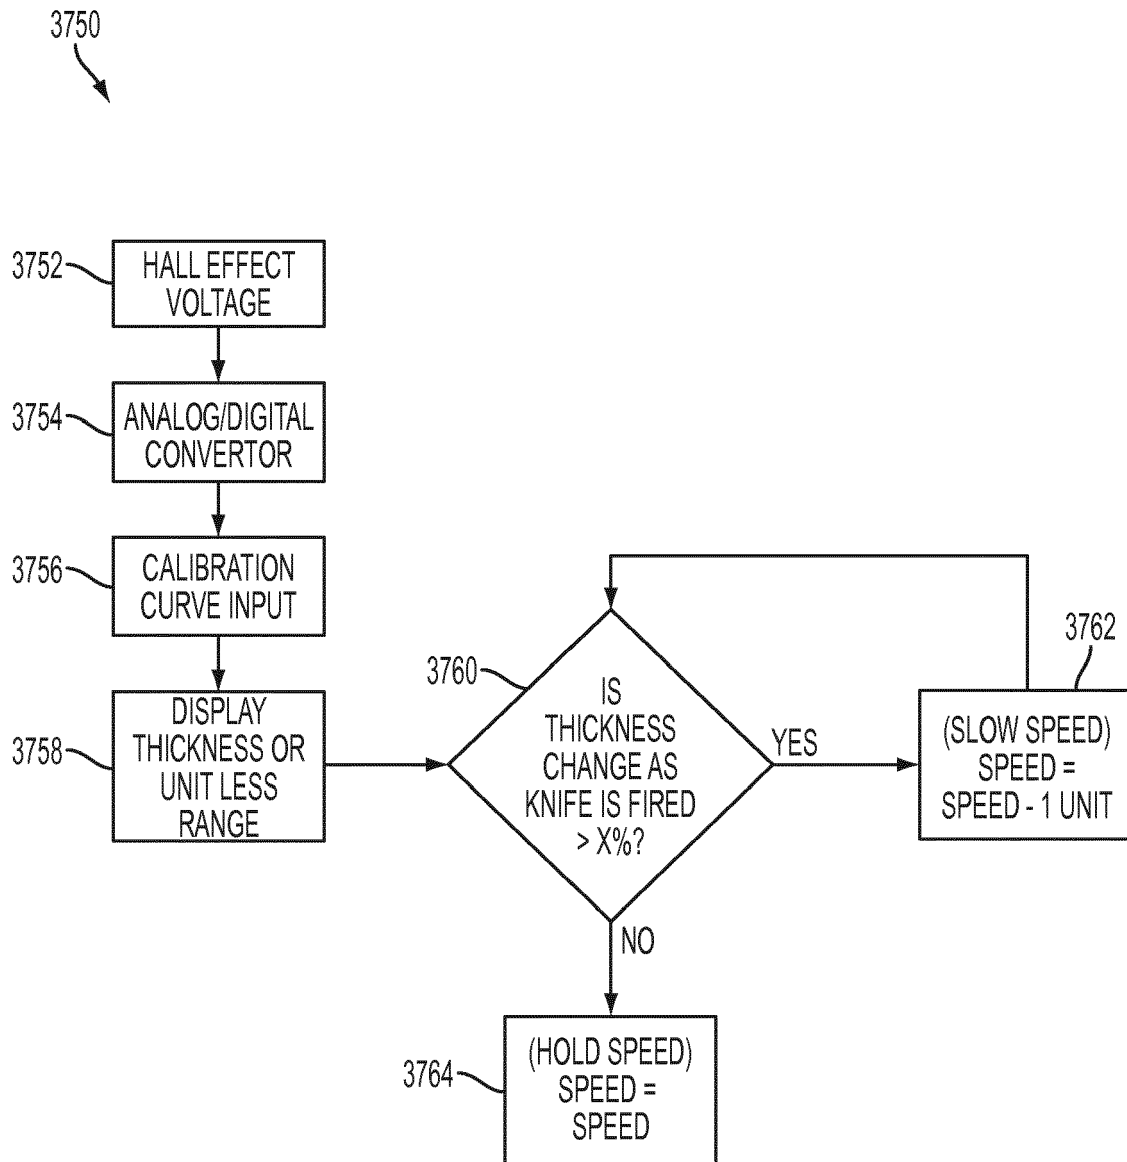 3750
3752
HALL EFFECT
VOLTAGE
3754
ANALOG/DIGITAL
CONVERTOR
3756
CALIBRATION
CURVE INPUT
3758
DISPLAY
THICKNESS OR
UNIT LESS
RANGE
3760
IS
THICKNESS
CHANGE AS
KNIFE IS FIRED
> X%?
YES
3762
(SLOW SPEED)
SPEED =
SPEED - 1 UNIT
NO
3764
(HOLD SPEED)
SPEED =
SPEED